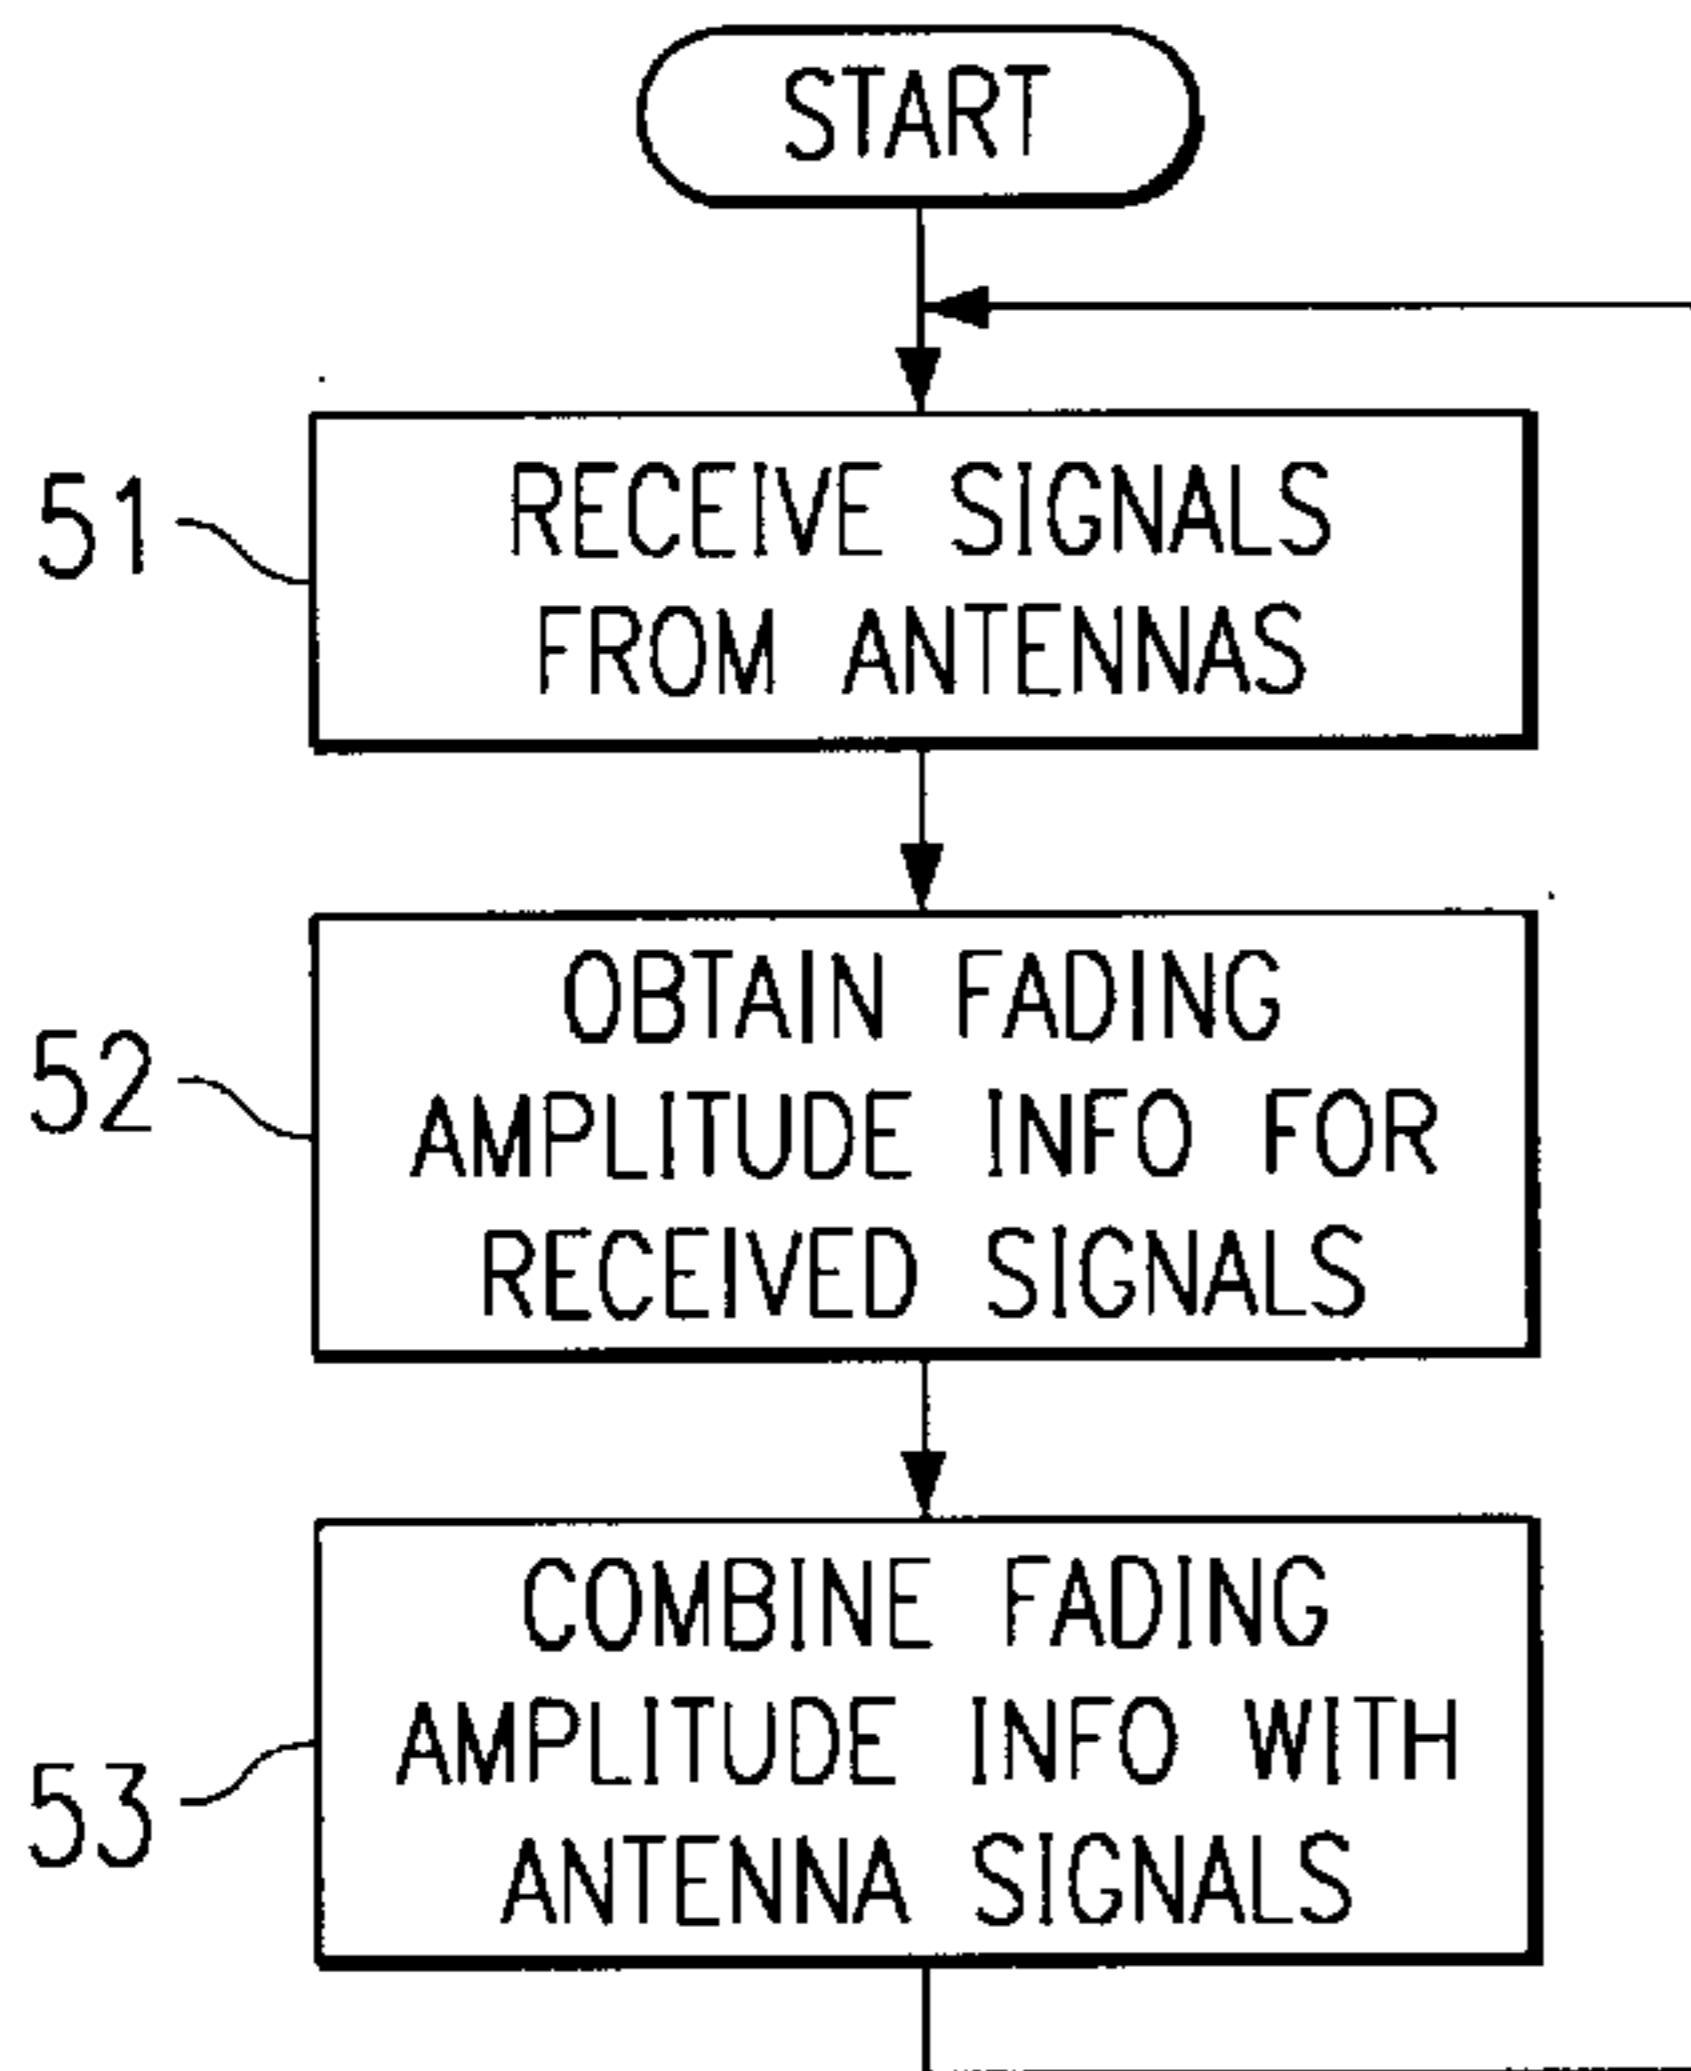 START
51
RECEIVE SIGNALS
FROM ANTENNAS
52
OBTAIN FADING
AMPLITUDE INFO FOR
RECEIVED SIGNALS
53
COMBINE FADING
AMPLITUDE INFO WITH
ANTENNA SIGNALS